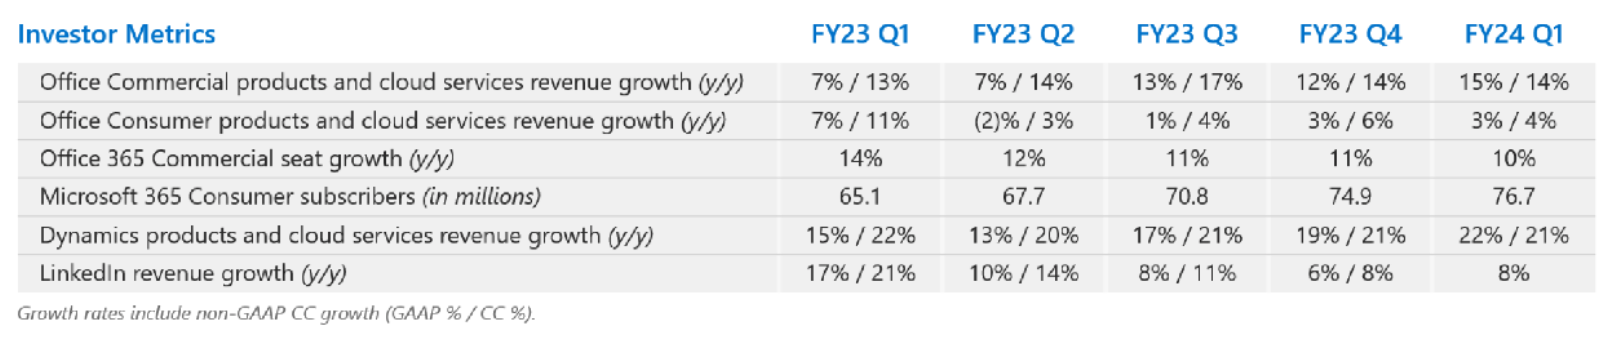 Investor Metrics FY23 Q1 FY23 Q2 FY23 Q3 FY23 Q4 FY24 Q1
Office Commercial products and cloud services revenue growth (y/y) 7% / 13% 7% / 14% 13% / 17% 12% / 14% 15% / 14%
Office Consumer products and cloud services revenue growth (y/y) 7% / 11% (2)% / 3% 1% / 4% 3% / 6% 3% / 4%
Office 365 Commercial seat growth (y/y) 14% 12% 11% 11% 10%
Microsoft 365 Consumer subscribers (in millions) 65.1 67.7 70.8 74.9 76.7
Dynamics products and cloud services revenue growth (y/y) 15% / 22% 13% / 20% 17% / 21% 19% / 21% 22% / 21%
LinkedIn revenue growth (y/y) 17% / 21% 10% / 14% 8% / 11% 6% / 8% 8%
Growth rates include non-GAAP CC growth (GAAP % / CC %).